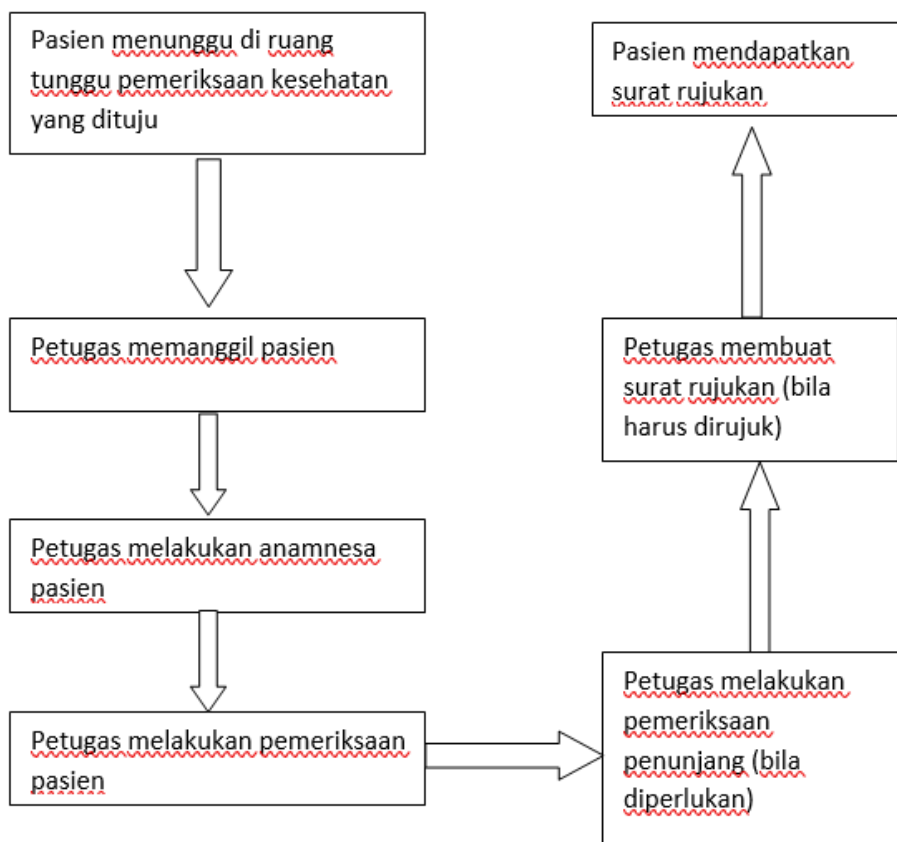 Pasien menunggu di ruang
tunggu pemeriksaan kesehatan
yang dituju
Petugas memanggil pasien
Petugas melakukan anamnesa
pasien
Petugas melakukan pemeriksaan
pasien
Petugas melakukan
pemeriksaan
penunjang (bila
diperlukan)
Petugas membuat
surat rujukan (bila
harus dirujuk)
Pasien mendapatkan
surat rujukan